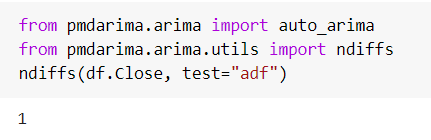 from pmdarima.arima import auto_arima
from pmdarima.arima.utils import ndiffs
ndiffs(df.Close, test="adf")
1